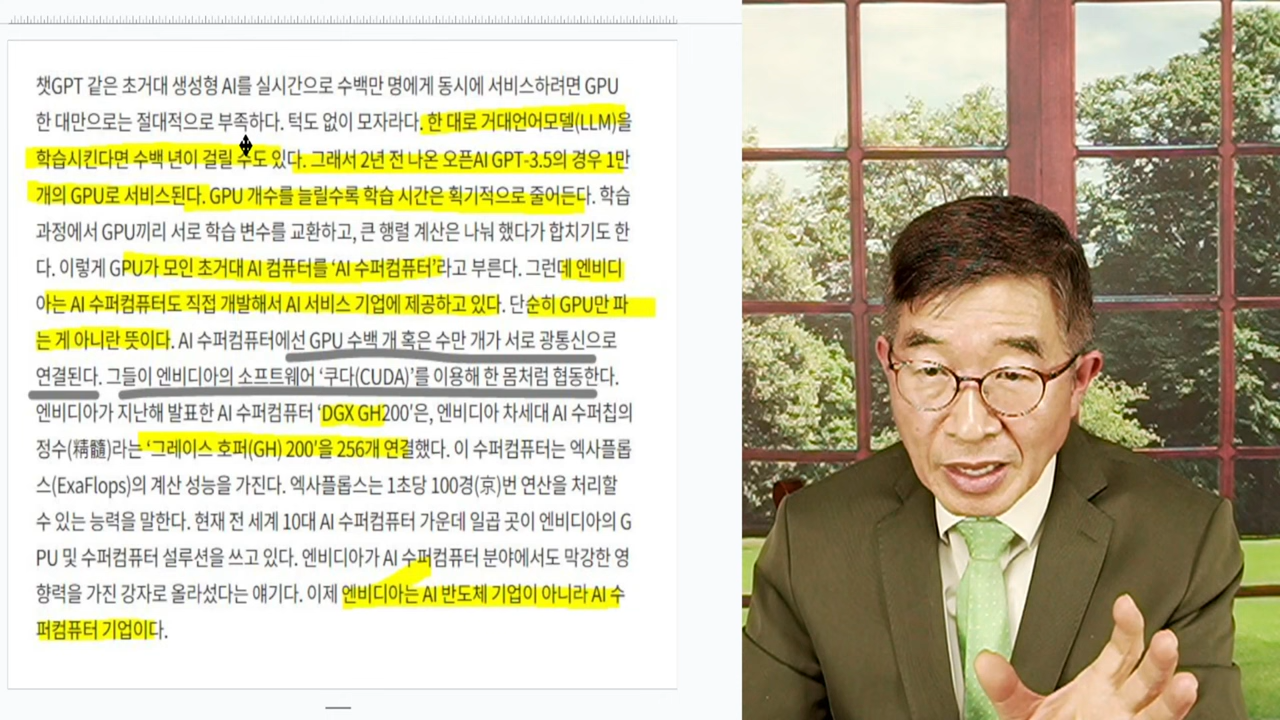 챗GPT 같은 초거대 생성형 AI를 실시간으로 수백만 명에게 동시에 서비스하려면 GPU
한 대만으로는 절대적으로 부족하다. 턱도 없이 모자라다. 한 대로 거대언어모델(LLM)을
학습시킨다면 수백 년이 걸릴 수도 있다. 그래서 2년 전 나온 오픈AI GPT-3.5의 경우 1만
개의 GPU로 서비스된다. GPU 개수를 늘릴수록 학습 시간은 획기적으로 줄어든다. 학습
과정에서 GPU끼리 서로 학습 변수를 교환하고, 큰 행렬 계산은 나눠 했다가 합치기도 한
다. 이렇게 GPU가 모인 초거대 AI 컴퓨터를 ‘AI 수퍼컴퓨터’라고 부른다. 그런데 엔비디
아는 AI 수퍼컴퓨터도 직접 개발해서 AI 서비스 기업에 제공하고 있다. 단순히 GPU만 파
는 게 아니란 뜻이다. AI 수퍼컴퓨터에선 GPU 수백 개 혹은 수만 개가 서로 광통신으로
연결된다. 그들이 엔비디아의 소프트웨어 ‘쿠다(CUDA)’를 이용해 한 몸처럼 협동한다.
엔비디아가 지난해 발표한 AI 수퍼컴퓨터 ‘DGX GH200’은, 엔비디아 차세대 AI 수퍼칩의
정수(精髓)라는 ‘그레이스 호퍼(GH) 200’을 256개 연결했다. 이 수퍼컴퓨터는 엑사플롭
스(ExaFlops)의 계산 성능을 가진다. 엑사플롭스는 1초당 100경(京)번 연산을 처리할
수 있는 능력을 말한다. 현재 전 세계 10대 AI 수퍼컴퓨터 가운데 일곱 곳이 엔비디아의 G
PU 및 수퍼컴퓨터 설루션을 쓰고 있다. 엔비디아가 AI 수퍼컴퓨터 분야에서도 막강한 영
향력을 가진 강자로 올라섰다는 얘기다. 이제 엔비디아는 AI 반도체 기업이 아니라 AI 수
퍼컴퓨터 기업이다.